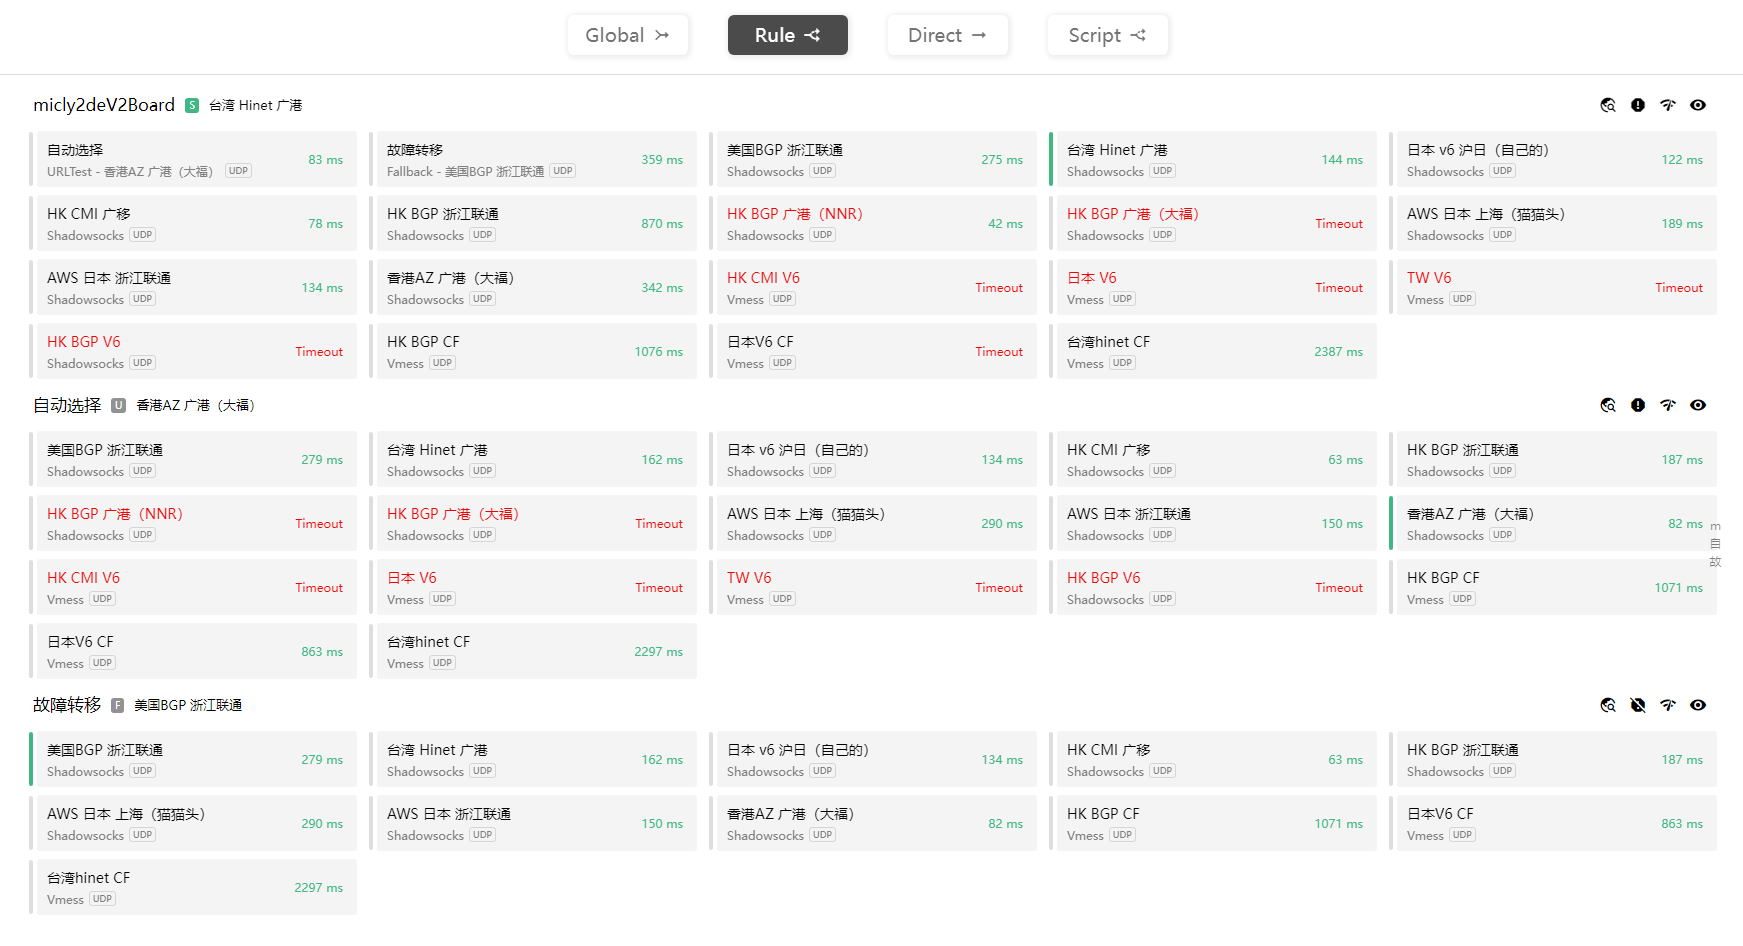 Global
Rule
Direct
Script
micly2deV2Board S 台湾 Hinet 广港
自动选择
URLTest - 香港AZ 广港（大福） UDP
83 ms
故障转移
Fallback - 美国BGP 浙江联通 UDP
359 ms
美国BGP 浙江联通
Shadowsocks UDP
275 ms
台湾 Hinet 广港
Shadowsocks UDP
144 ms
日本 v6 沪日（自己的）
Shadowsocks UDP
122 ms
HK CMI 广移
Shadowsocks UDP
78 ms
HK BGP 浙江联通
Shadowsocks UDP
870 ms
HK BGP 广港（NNR）
Shadowsocks UDP
42 ms
HK BGP 广港（大福）
Shadowsocks UDP
Timeout
AWS 日本 上海（猫猫头）
Shadowsocks UDP
189 ms
AWS 日本 浙江联通
Shadowsocks UDP
134 ms
香港AZ 广港（大福）
Shadowsocks UDP
342 ms
HK CMI V6
Vmess UDP
Timeout
日本 V6
Vmess UDP
Timeout
TW V6
Vmess UDP
Timeout
HK BGP V6
Shadowsocks UDP
Timeout
HK BGP CF
Vmess UDP
1076 ms
日本V6 CF
Vmess UDP
Timeout
台湾hinet CF
Vmess UDP
2387 ms
自动选择 U 香港AZ 广港（大福）
美国BGP 浙江联通
Shadowsocks UDP
279 ms
台湾 Hinet 广港
Shadowsocks UDP
162 ms
日本 v6 沪日（自己的）
Shadowsocks UDP
134 ms
HK CMI 广移
Shadowsocks UDP
63 ms
HK BGP 浙江联通
Shadowsocks UDP
187 ms
HK BGP 广港（NNR）
Shadowsocks UDP
Timeout
HK BGP 广港（大福）
Shadowsocks UDP
Timeout
AWS 日本 上海（猫猫头）
Shadowsocks UDP
290 ms
AWS 日本 浙江联通
Shadowsocks UDP
150 ms
香港AZ 广港（大福）
Shadowsocks UDP
82 ms
m
自
故
HK CMI V6
Vmess UDP
Timeout
日本 V6
Vmess UDP
Timeout
TW V6
Vmess UDP
Timeout
HK BGP V6
Shadowsocks UDP
Timeout
HK BGP CF
Vmess UDP
1071 ms
日本V6 CF
Vmess UDP
863 ms
台湾hinet CF
Vmess UDP
2297 ms
故障转移 F 美国BGP 浙江联通
美国BGP 浙江联通
Shadowsocks UDP
279 ms
台湾 Hinet 广港
Shadowsocks UDP
162 ms
日本 v6 沪日（自己的）
Shadowsocks UDP
134 ms
HK CMI 广移
Shadowsocks UDP
63 ms
HK BGP 浙江联通
Shadowsocks UDP
187 ms
AWS 日本 上海（猫猫头）
Shadowsocks UDP
290 ms
AWS 日本 浙江联通
Shadowsocks UDP
150 ms
香港AZ 广港（大福）
Shadowsocks UDP
82 ms
HK BGP CF
Vmess UDP
1071 ms
日本V6 CF
Vmess UDP
863 ms
台湾hinet CF
Vmess UDP
2297 ms